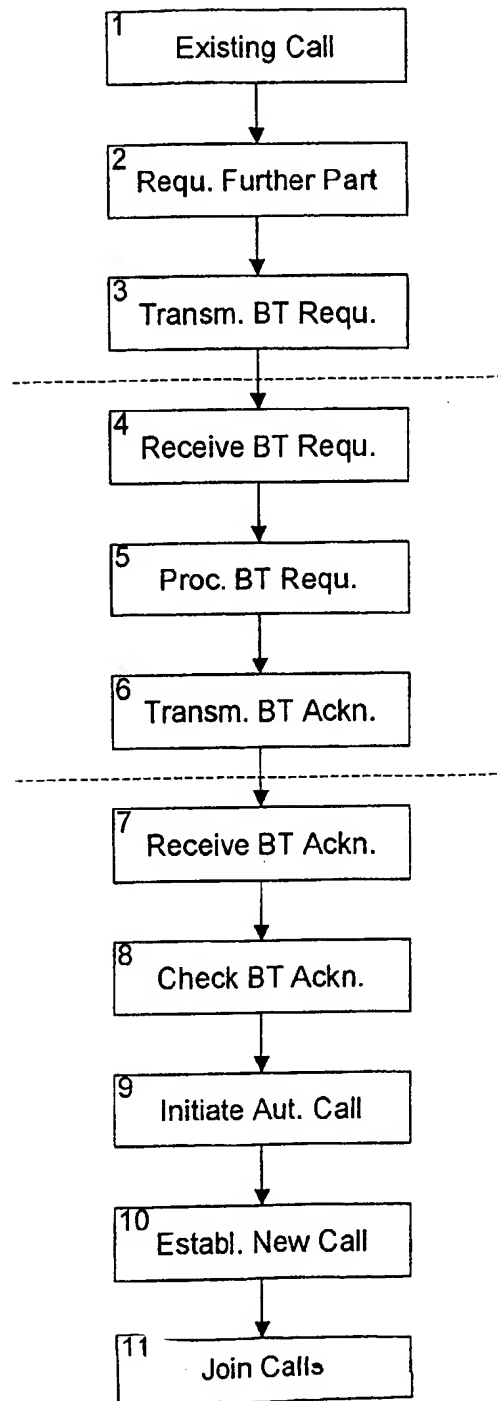 1
Existing Call
2
Requ. Further Part
3
Transm. BT Requ.
4
Receive BT Requ.
5
Proc. BT Requ.
6
Transm. BT Ackn.
7
Receive BT Ackn.
8
Check BT Ackn.
9
Initiate Aut. Call
10
Establ. New Call
11
Join Calls